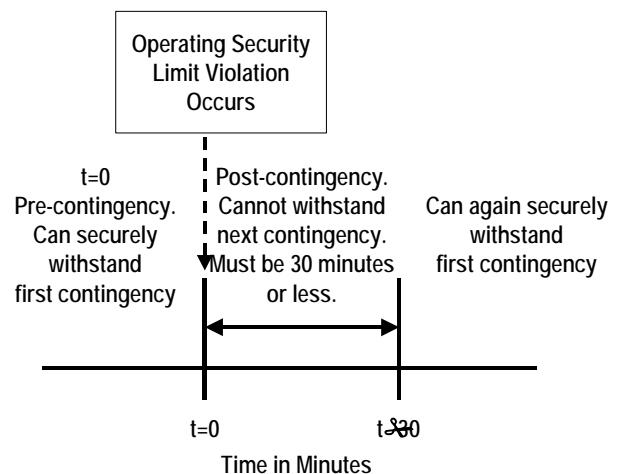 Operating Security
Limit Violation
Occurs
t=0
Pre-contingency.
Can securely
withstand
first contingency
Post-contingency.
Cannot withstand
next contingency.
Must be 30 minutes
or less.
Can again securely
withstand
first contingency
t=0
Time in Minutes